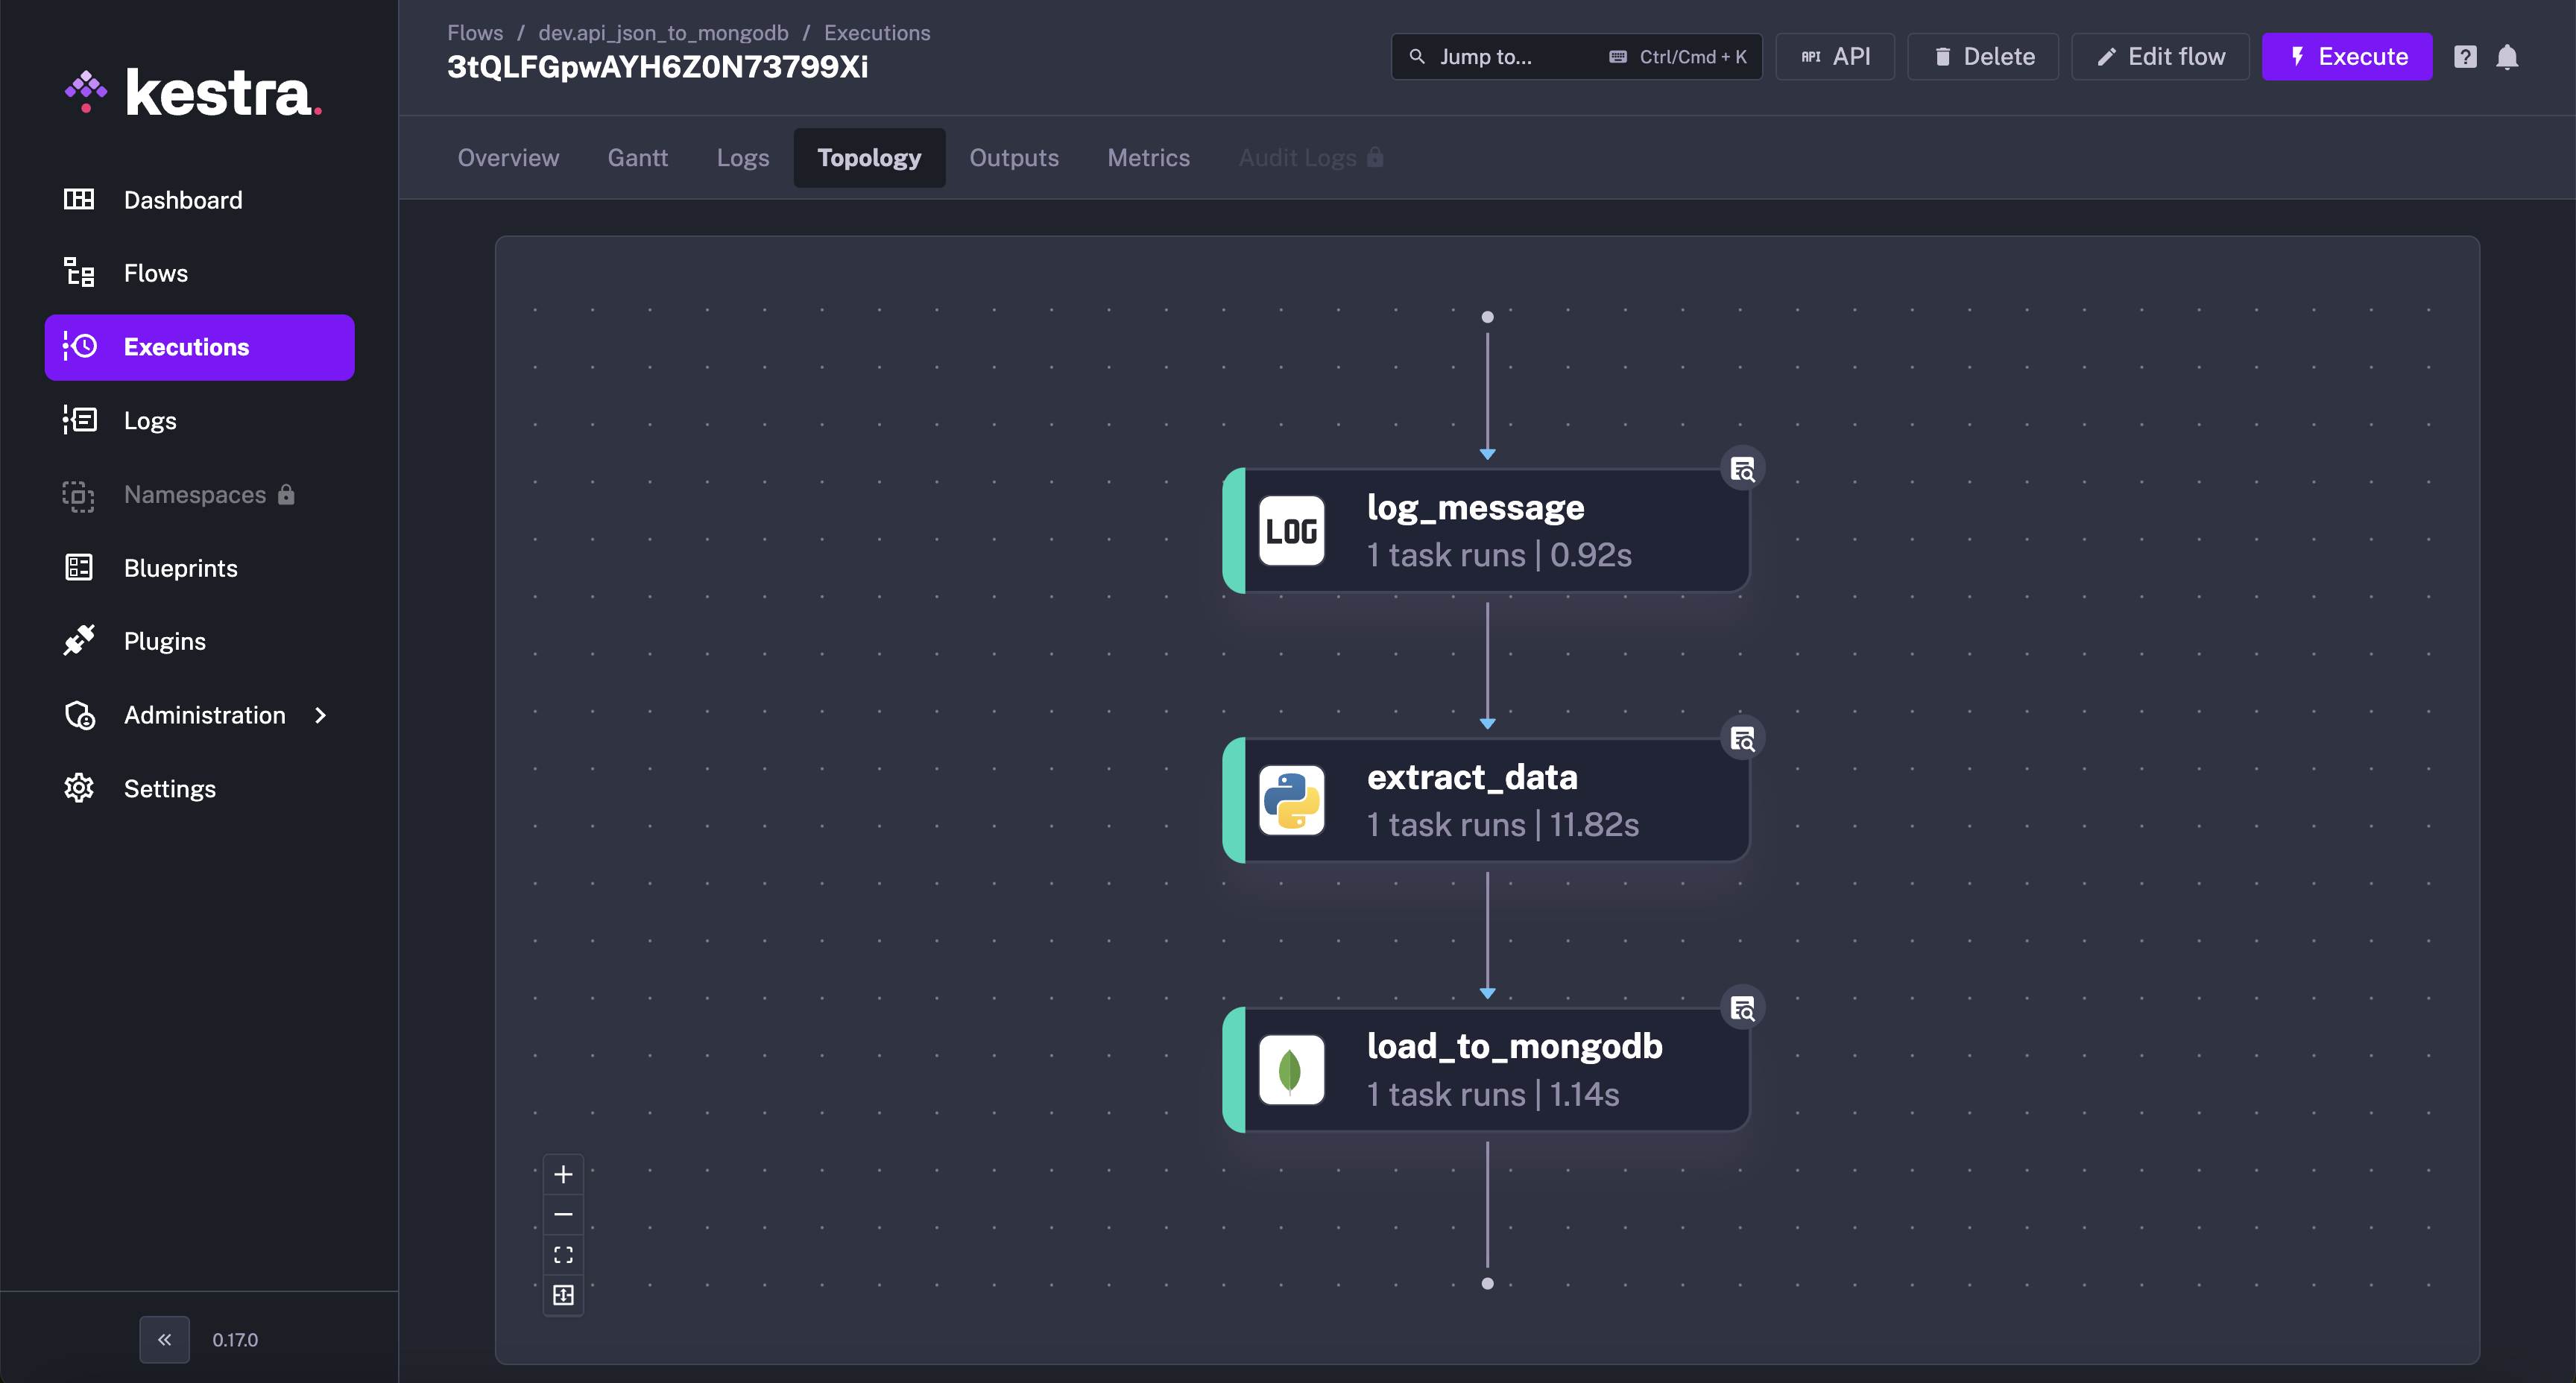 kestra.
Dashboard
Flows
Executions
Logs
Namespaces
Blueprints
Plugins
Administration
Settings
0.17.0
Flows / dev.api_json_to_mongodb / Executions
3tQLFGpwAYH6Z0N73799Xi
Jump to... Ctrl/Cmd + K
API API
Delete
Edit flow
Execute
Overview Gantt Logs Topology Outputs Metrics Audit Logs
LOG
log_message
1 task runs | 0.92s
extract_data
1 task runs | 11.82s
load_to_mongodb
1 task runs | 1.14s